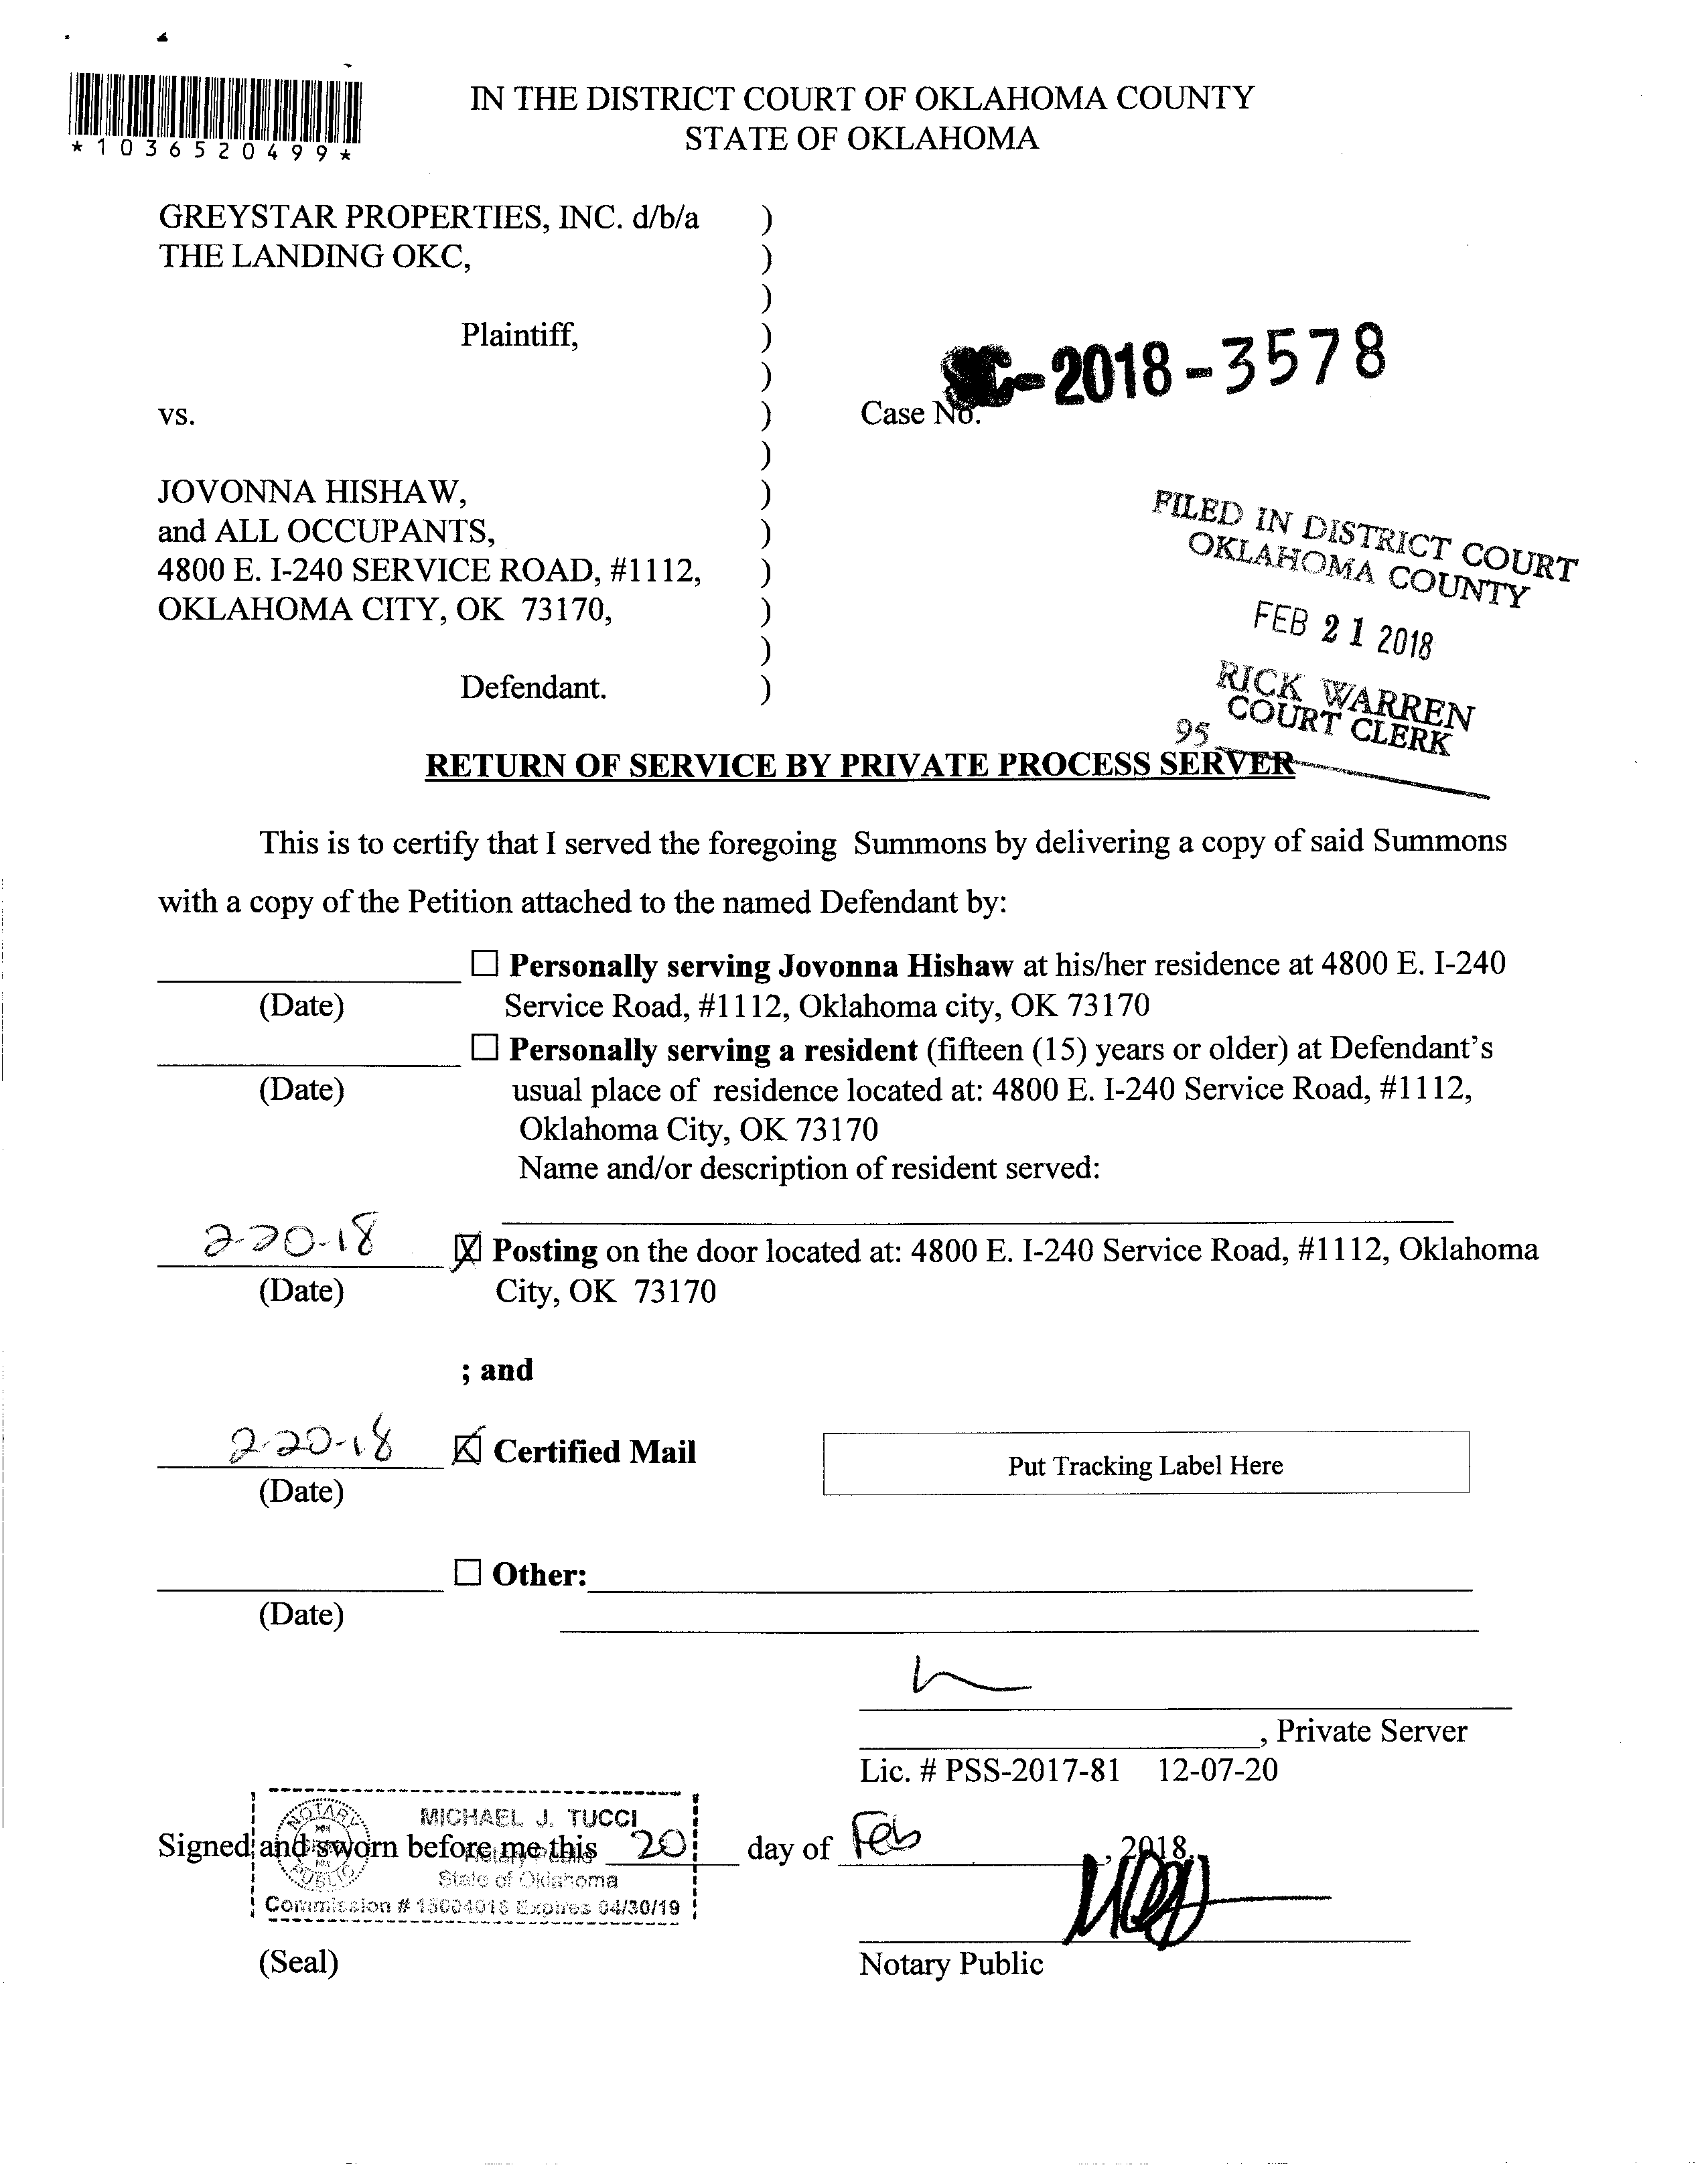 *1036520499*
IN THE DISTRICT COURT OF OKLAHOMA COUNTY
STATE OF OKLAHOMA
GREYSTAR PROPERTIES, INC. d/b/a )
THE LANDING OKC, )
)
Plaintiff, )
)
vs. )
Case No. SC-2018-3578
)
JOVONNA HISHAW, )
and ALL OCCUPANTS, )
4800 E. I-240 SERVICE ROAD, #1112, )
OKLAHOMA CITY, OK 73170, )
)
Defendant. )
FILED IN DISTRICT COURT
OKLAHOMA COUNTY
FEB 21 2018
RICK WARREN
COURT CLERK
95
RETURN OF SERVICE BY PRIVATE PROCESS SERVER
This is to certify that I served the foregoing Summons by delivering a copy of said Summons
with a copy of the Petition attached to the named Defendant by:
☐ Personally serving Jovonna Hishaw at his/her residence at 4800 E. I-240
(Date) Service Road, #1112, Oklahoma city, OK 73170
☐ Personally serving a resident (fifteen (15) years or older) at Defendant's
(Date) usual place of residence located at: 4800 E. I-240 Service Road, #1112,
Oklahoma City, OK 73170
Name and/or description of resident served:
2-20-18 ☒ Posting on the door located at: 4800 E. I-240 Service Road, #1112, Oklahoma
(Date) City, OK 73170
; and
2-20-18 ☒ Certified Mail Put Tracking Label Here
(Date)
☐ Other:
(Date)
, Private Server
Lic. # PSS-2017-81 12-07-20
MICHAEL J. TUCCI
Signed and sworn before me this 20 day of Feb, 2018.
Notary Public
State of Oklahoma
Commission # 15004016 Expires 04/30/19
(Seal) Notary Public